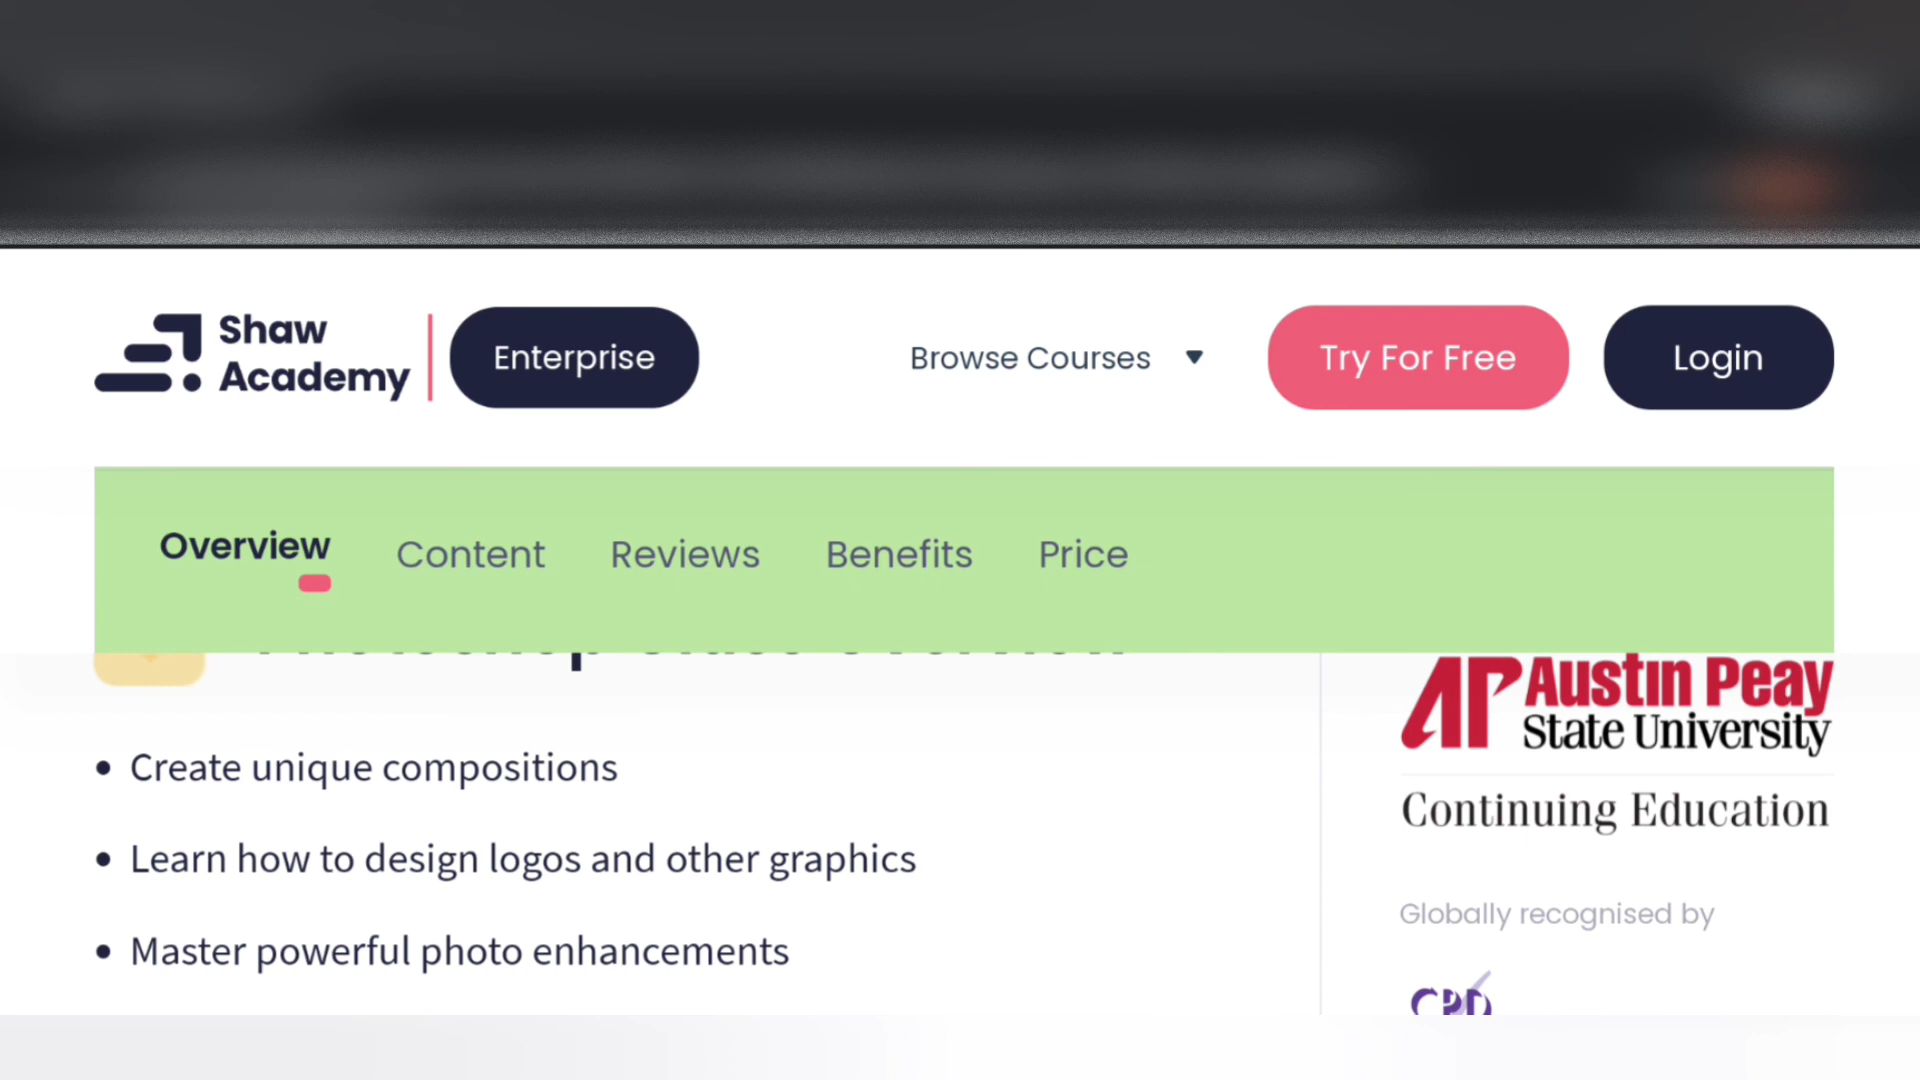 Shaw
Academy
Enterprise
Browse Courses
Try For Free
Login
Overview
Content
Reviews
Benefits
Price
Create unique compositions
Learn how to design logos and other graphics
Master powerful photo enhancements
AP Austin Peay
State University
Continuing Education
Globally recognised by
CPD